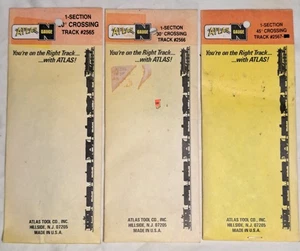 ATLAS
N
GAUGE
1-SECTION
30° CROSSING
TRACK #2565
You're on the Right Track...
...with ATLAS!
ATLAS TOOL CO., INC.
HILLSIDE, N.J. 07205
MADE IN U.S.A.
ATLAS
N
GAUGE
1-SECTION
CROSSING
TRACK #2566
You're on the Right Track...
...with ATLAS!
ATLAS TOOL CO., INC.
HILLSIDE, N.J. 07205
MADE IN U.S.A.
ATLAS
N
GAUGE
1-SECTION
45° CROSSING
TRACK #2567
You're on the Right Track...
...with ATLAS!
ATLAS TOOL CO., INC.
HILLSIDE, N.J. 07205
MADE IN U.S.A.